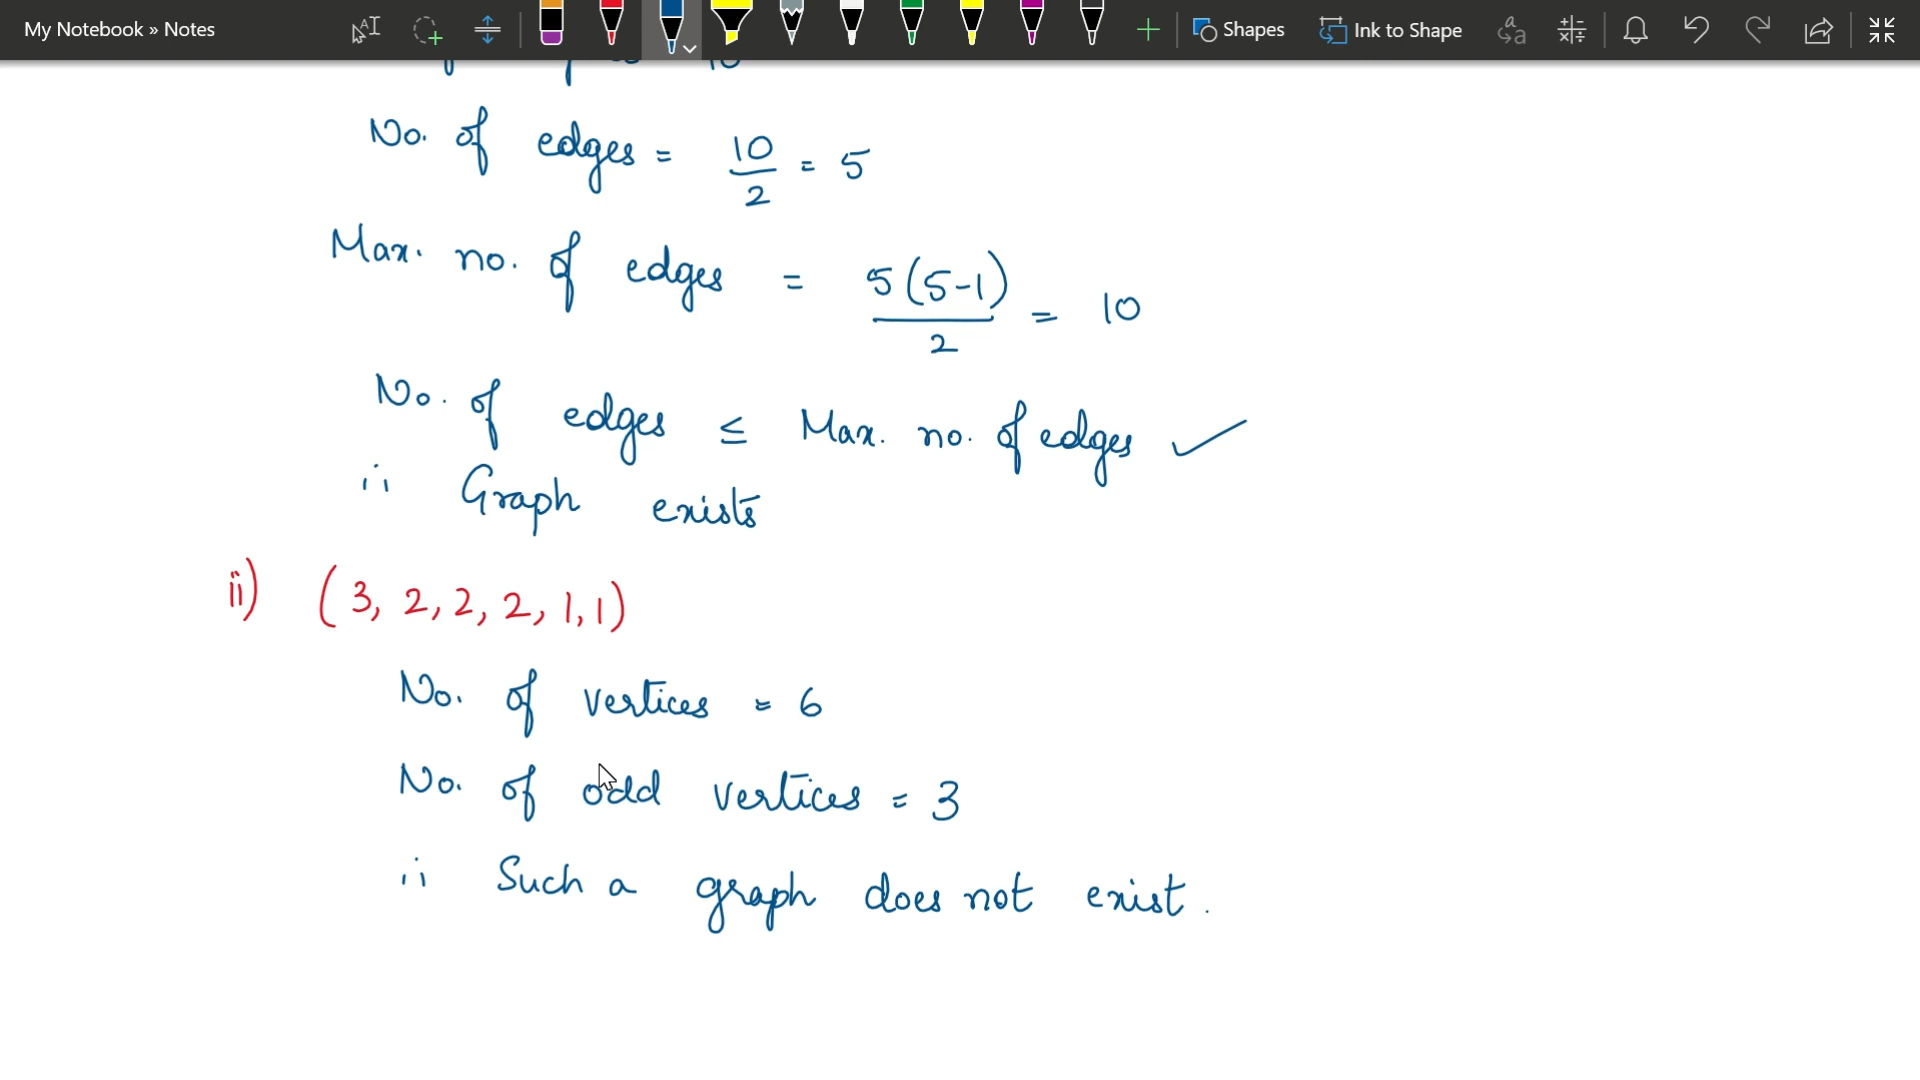 My Notebook » Notes Shapes Ink to Shape
No. of edges = 10/2 = 5
Max. no. of edges = 5(5-1)/2 = 10
No. of edges ≤ Max. no. of edges ✓
∴ Graph exists
ii) (3, 2, 2, 2, 1, 1)
No. of vertices = 6
No. of odd vertices = 3
∴ Such a graph does not exist.